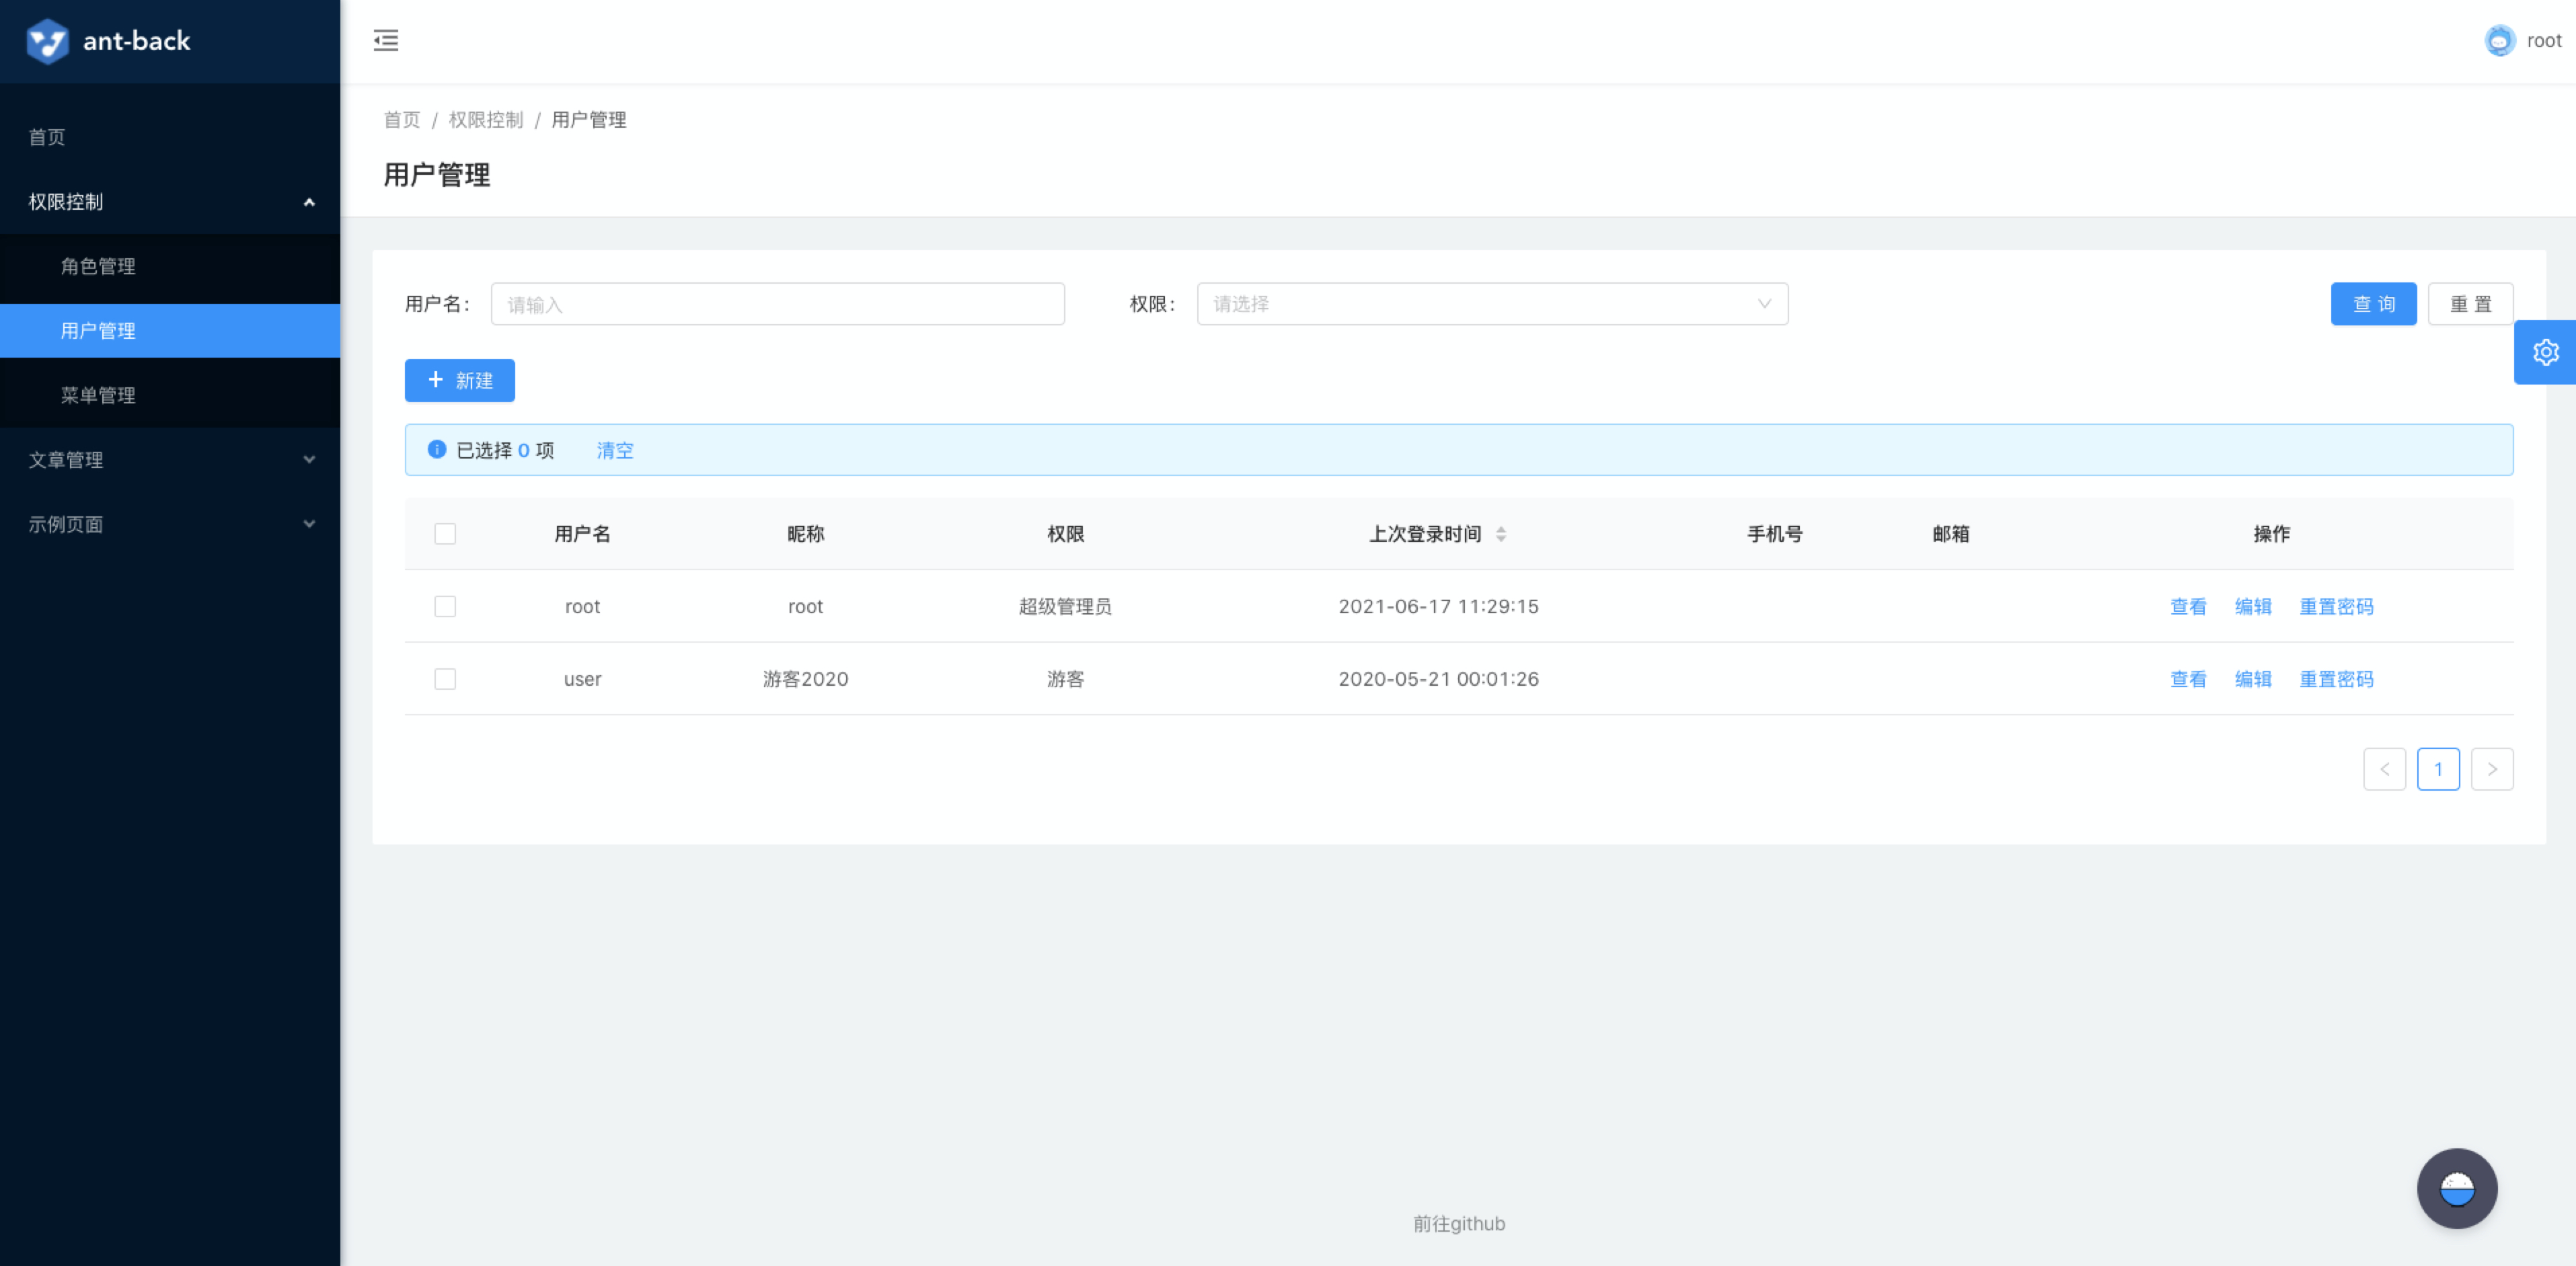 ant-back
root
首页
权限控制
角色管理
用户管理
菜单管理
文章管理
示例页面
首页 / 权限控制 / 用户管理
用户管理
用户名: 请输入 权限: 请选择 查 询 重 置
+ 新建
已选择 0 项 清空
用户名 昵称 权限 上次登录时间 手机号 邮箱 操作
root root 超级管理员 2021-06-17 11:29:15 查看 编辑 重置密码
user 游客2020 游客 2020-05-21 00:01:26 查看 编辑 重置密码
< 1 >
前往github